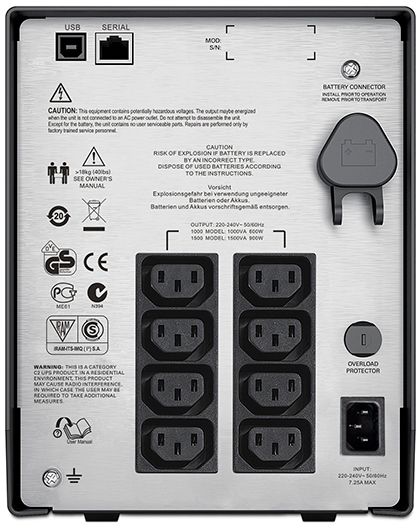 USB
SERIAL
MOD:
S/N:
BATTERY CONNECTOR
INSTALL PRIOR TO OPERATION
REMOVE PRIOR TO TRANSPORT
CAUTION: This equipment contains potentially hazardous voltages. The output maybe energized
when the unit is not connected to an AC power outlet. Do not attempt to disassemble the unit
Except for the battery, the unit contains no user serviceable parts. Repairs are performed only by
factory trained service personnel.
CAUTION
RISK OF EXPLOSION IF BATTERY IS REPLACED
BY AN INCORRECT TYPE.
DISPOSE OF USED BATTERIES ACCORDING
TO THE INSTRUCTIONS.
>18kg (40lbs)
SEE OWNER'S
MANUAL
Vorsicht
Explosionsgefahr bei verwendung ungeeigneter
Batterien oder Akkus.
Batterien und Akkus vorschriftsgemäß entsorgen.
20
OUTPUT: 220-240V~ 50/60Hz
1000 MODEL: 1000VA 600W
1500 MODEL: 1500VA 900W
GS
CE
ME61
N394
IRAM
S
IRAM-ITS-IMQ ( I³) S.A
WARNING: THIS IS A CATEGORY
C2 UPS PRODUCT. IN A RESIDENTIAL
ENVIRONMENT, THIS PRODUCT
MAY CAUSE RADIO INTERFERENCE,
IN WHICH CASE THE USER MAY BE
REQUIRED TO TAKE ADDITIONAL
MEASURES.
OVERLOAD
PROTECTOR
User Manual
INPUT:
220-240V~ 50/60Hz
7.25A MAX